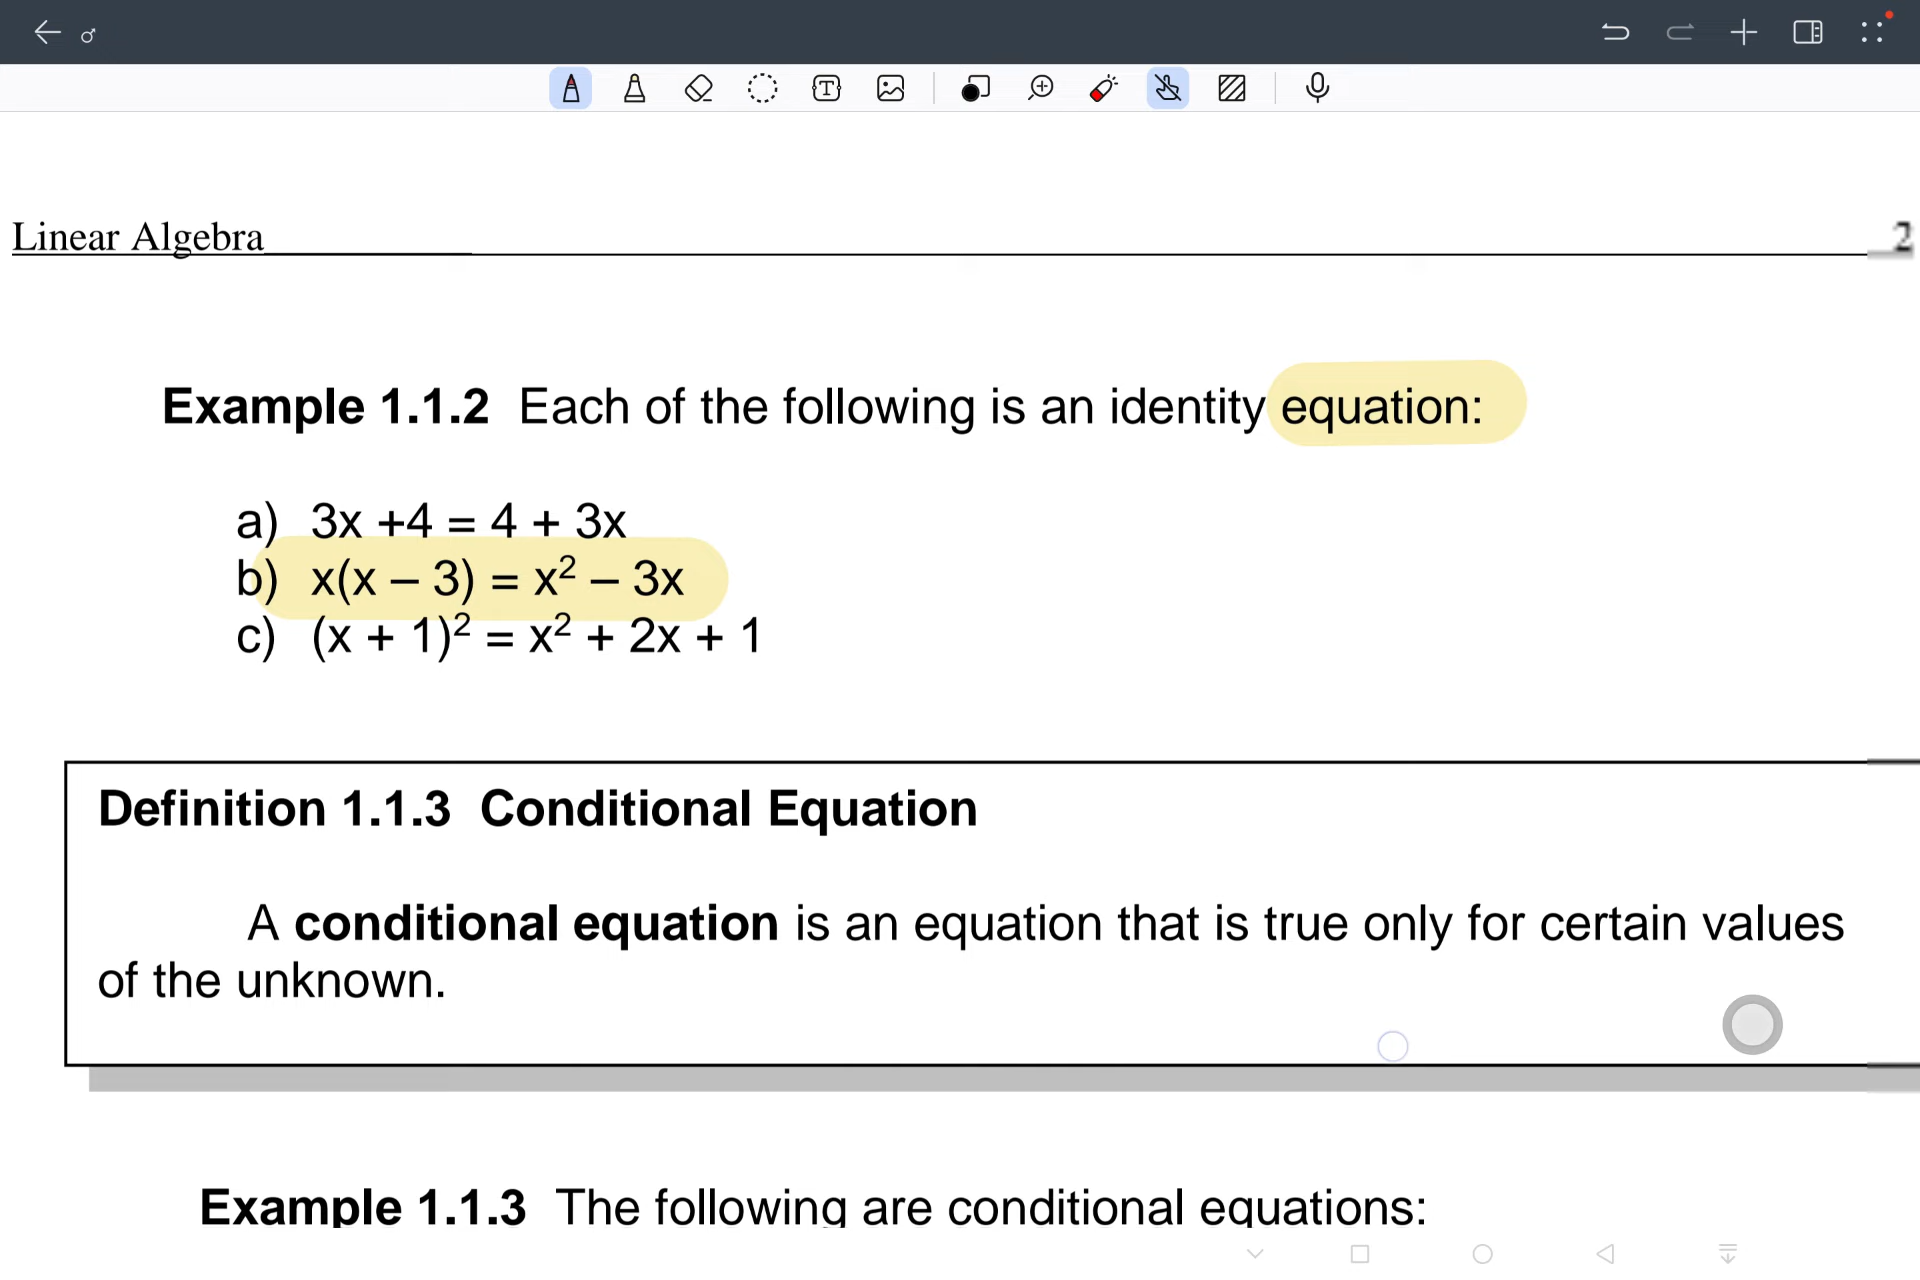 Linear Algebra 2
Example 1.1.2 Each of the following is an identity equation:
a) 3x +4 = 4 + 3x
b) x(x – 3) = x² – 3x
c) (x + 1)² = x² + 2x + 1
Definition 1.1.3 Conditional Equation
A conditional equation is an equation that is true only for certain values
of the unknown.
Example 1.1.3 The following are conditional equations: